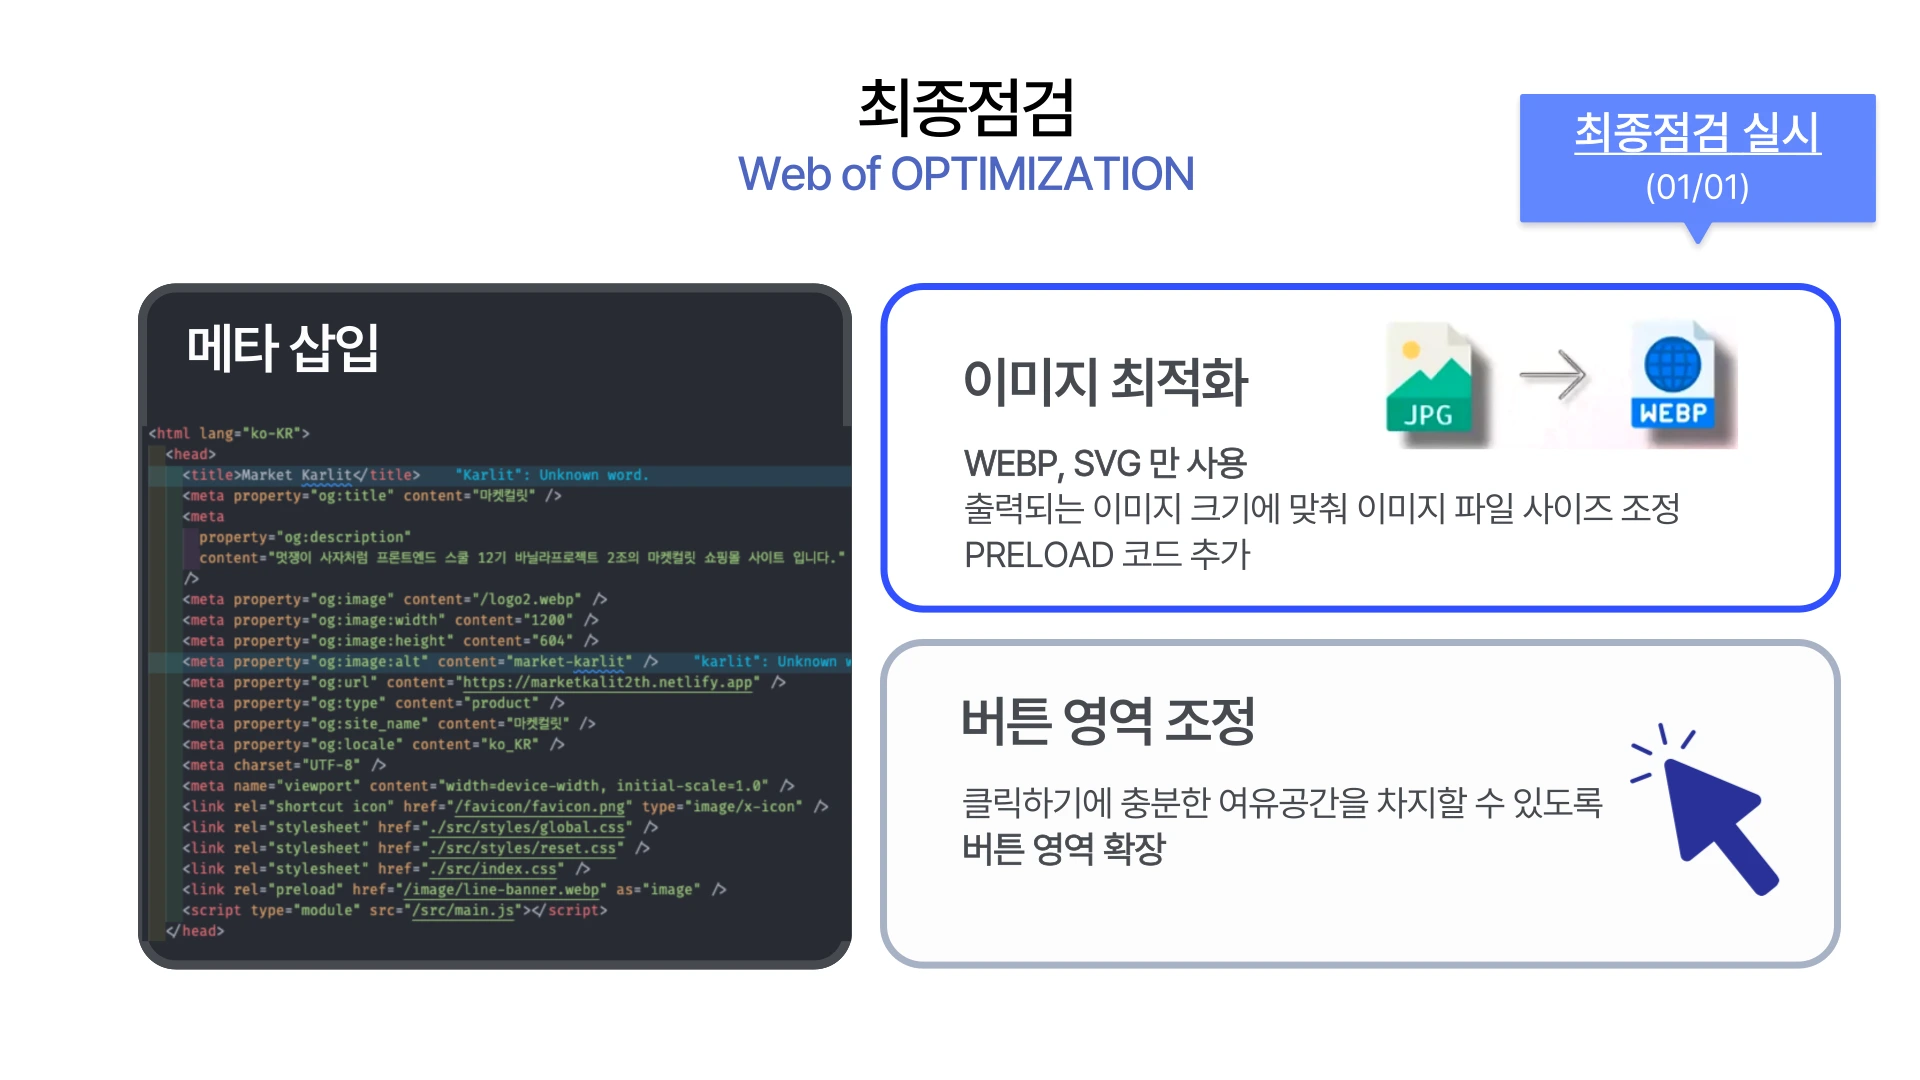 최종점검
Web of OPTIMIZATION
최종점검 실시
(01/01)
메타 삽입
<html lang="ko-KR">
<head>
<title>Market Karlit</title> "Karlit": Unknown word.
<meta property="og:title" content="마켓컬릿" />
<meta
property="og:description"
content="멋쟁이 사자처럼 프론트엔드 스쿨 12기 바닐라프로젝트 2조의 마켓컬릿 쇼핑몰 사이트 입니다."
/>
<meta property="og:image" content="/logo2.webp" />
<meta property="og:image:width" content="1200" />
<meta property="og:image:height" content="604" />
<meta property="og:image:alt" content="market-karlit" /> "karlit": Unknown w
<meta property="og:url" content="https://marketkalit2th.netlify.app" />
<meta property="og:type" content="product" />
<meta property="og:site_name" content="마켓컬릿" />
<meta property="og:locale" content="ko_KR" />
<meta charset="UTF-8" />
<meta name="viewport" content="width=device-width, initial-scale=1.0" />
<link rel="shortcut icon" href="/favicon/favicon.png" type="image/x-icon" />
<link rel="stylesheet" href="./src/styles/global.css" />
<link rel="stylesheet" href="./src/styles/reset.css" />
<link rel="stylesheet" href="./src/index.css" />
<link rel="preload" href="/image/line-banner.webp" as="image" />
<script type="module" src="/src/main.js"></script>
</head>
이미지 최적화
JPG
WEBP
WEBP, SVG 만 사용
출력되는 이미지 크기에 맞춰 이미지 파일 사이즈 조정
PRELOAD 코드 추가
버튼 영역 조정
클릭하기에 충분한 여유공간을 차지할 수 있도록
버튼 영역 확장